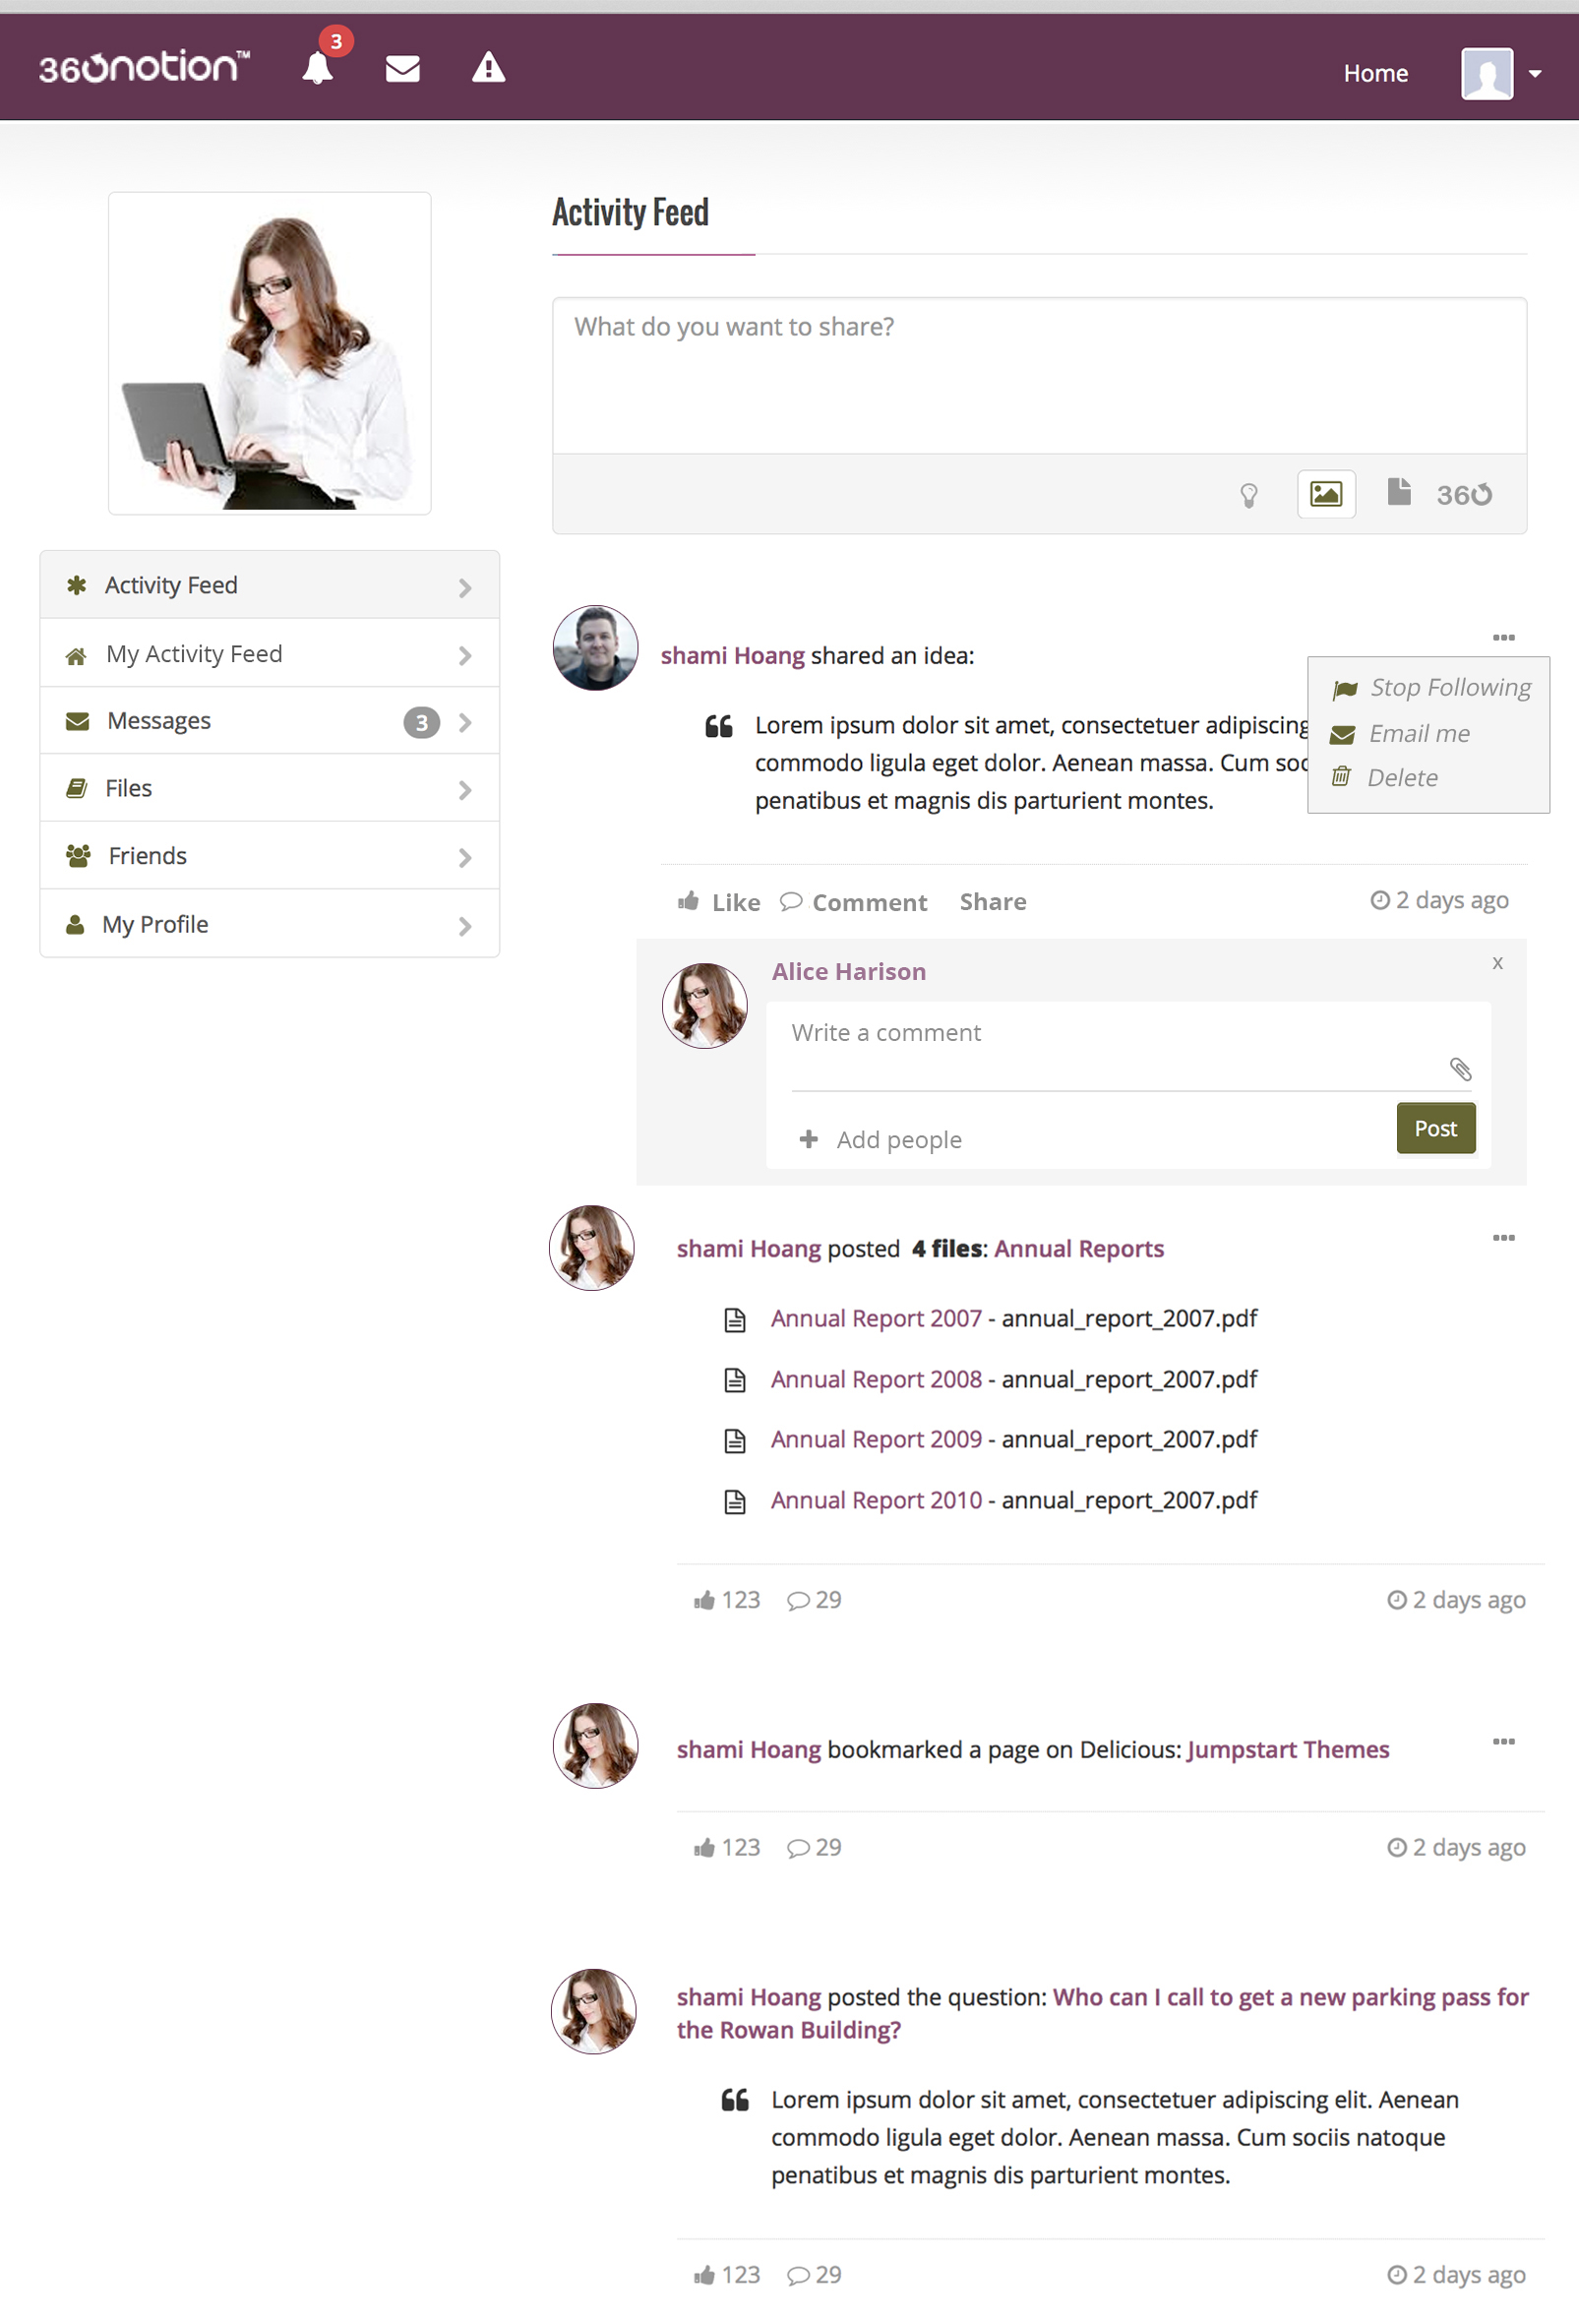 360notion™
3
Home
Activity Feed
What do you want to share?
360
Activity Feed
My Activity Feed
Messages 3
Files
Friends
My Profile
shami Hoang shared an idea:
Stop Following
Email me
Delete
Lorem ipsum dolor sit amet, consectetuer adipiscing
commodo ligula eget dolor. Aenean massa. Cum soc
penatibus et magnis dis parturient montes.
Like Comment Share 2 days ago
Alice Harison x
Write a comment
Add people
Post
shami Hoang posted 4 files: Annual Reports
Annual Report 2007 - annual_report_2007.pdf
Annual Report 2008 - annual_report_2007.pdf
Annual Report 2009 - annual_report_2007.pdf
Annual Report 2010 - annual_report_2007.pdf
123 29 2 days ago
shami Hoang bookmarked a page on Delicious: Jumpstart Themes
123 29 2 days ago
shami Hoang posted the question: Who can I call to get a new parking pass for
the Rowan Building?
Lorem ipsum dolor sit amet, consectetuer adipiscing elit. Aenean
commodo ligula eget dolor. Aenean massa. Cum sociis natoque
penatibus et magnis dis parturient montes.
123 29 2 days ago